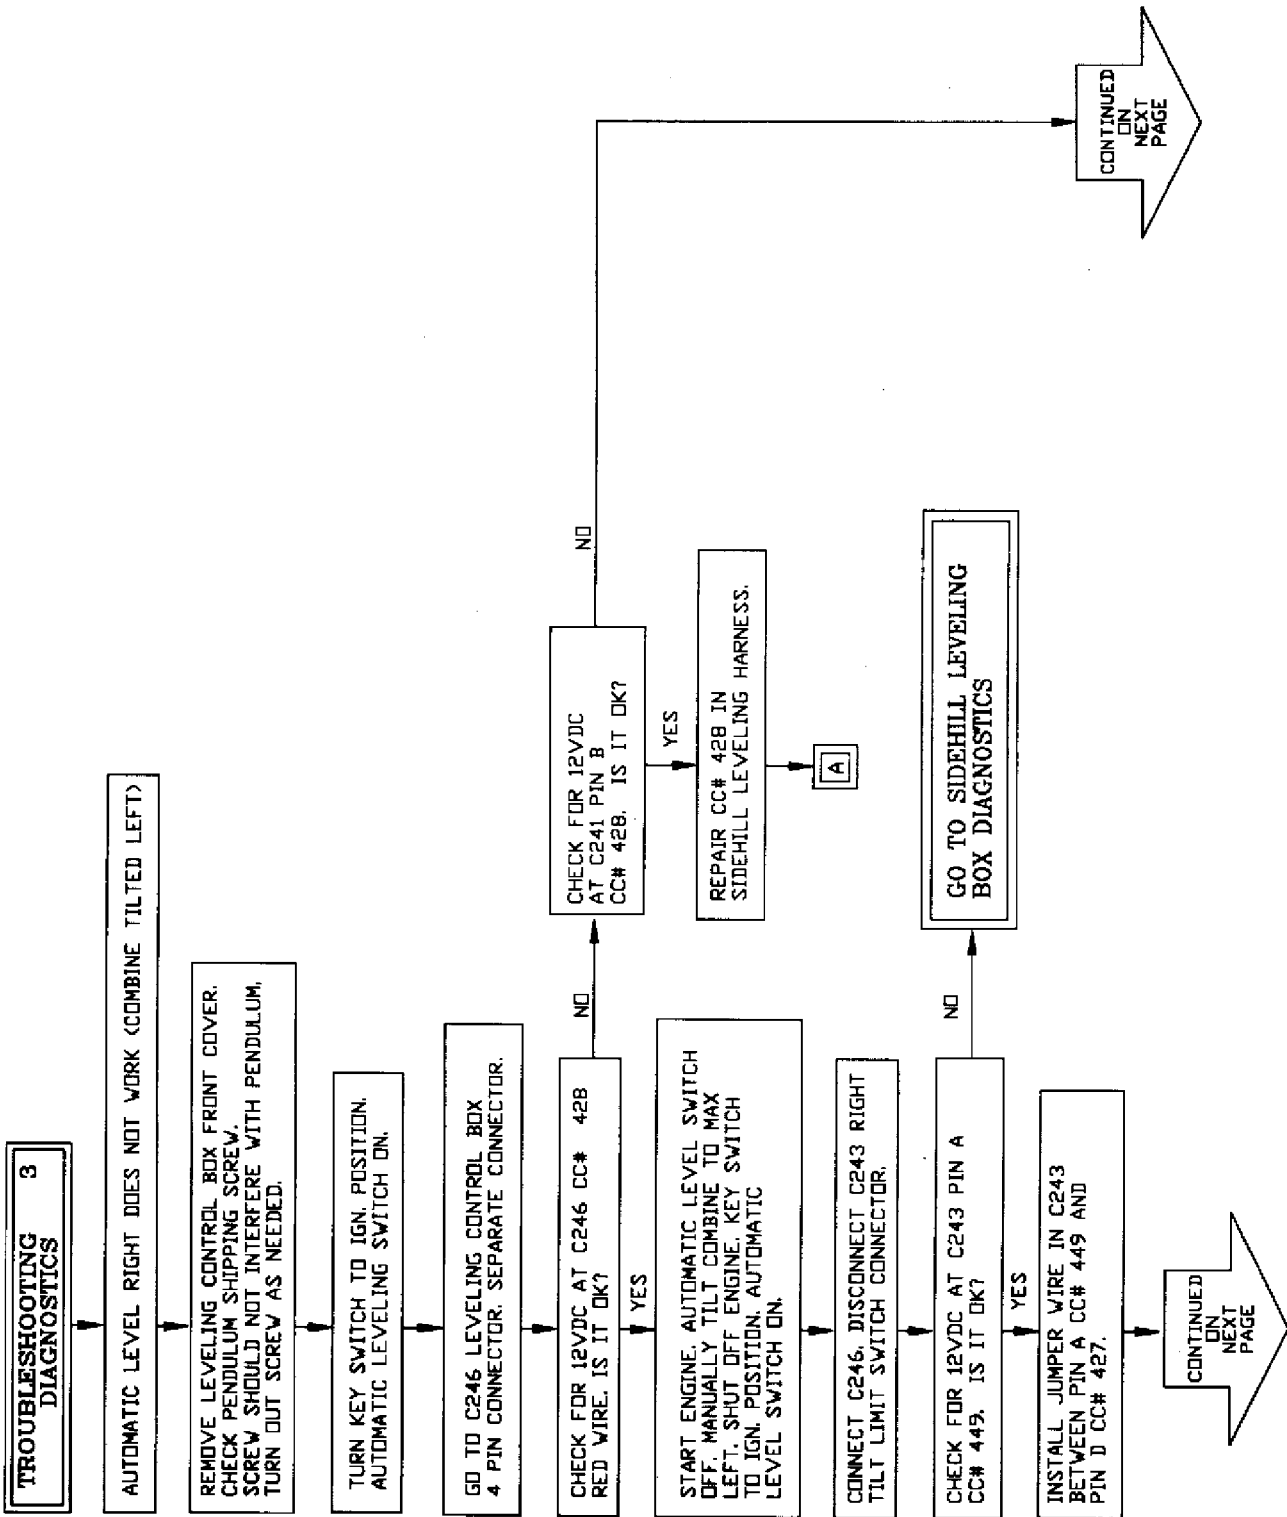 TROUBLESHOOTING 3
DIAGNOSTICS
AUTOMATIC LEVEL RIGHT DOES NOT WORK (COMBINE TILTED LEFT)
REMOVE LEVELING CONTROL BOX FRONT COVER.
CHECK PENDULUM SHIPPING SCREW.
SCREW SHOULD NOT INTERFERE WITH PENDULUM,
TURN OUT SCREW AS NEEDED.
TURN KEY SWITCH TO IGN. POSITION.
AUTOMATIC LEVELING SWITCH ON.
GO TO C246 LEVELING CONTROL BOX
4 PIN CONNECTOR. SEPARATE CONNECTOR.
CHECK FOR 12VDC AT C246 CC# 428
RED WIRE. IS IT OK?
NO
CHECK FOR 12VDC
AT C241 PIN B
CC# 428. IS IT OK?
NO
YES
REPAIR CC# 428 IN
SIDEHILL LEVELING HARNESS.
A
YES
START ENGINE. AUTOMATIC LEVEL SWITCH
OFF. MANUALLY TILT COMBINE TO MAX
LEFT. SHUT OFF ENGINE. KEY SWITCH
TO IGN. POSITION. AUTOMATIC
LEVEL SWITCH ON.
CONNECT C246. DISCONNECT C243 RIGHT
TILT LIMIT SWITCH CONNECTOR.
CHECK FOR 12VDC AT C243 PIN A
CC# 449. IS IT OK?
NO
GO TO SIDEHILL LEVELING
BOX DIAGNOSTICS
YES
INSTALL JUMPER WIRE IN C243
BETWEEN PIN A CC# 449 AND
PIN D CC# 427.
CONTINUED
ON
NEXT
PAGE
CONTINUED
ON
NEXT
PAGE